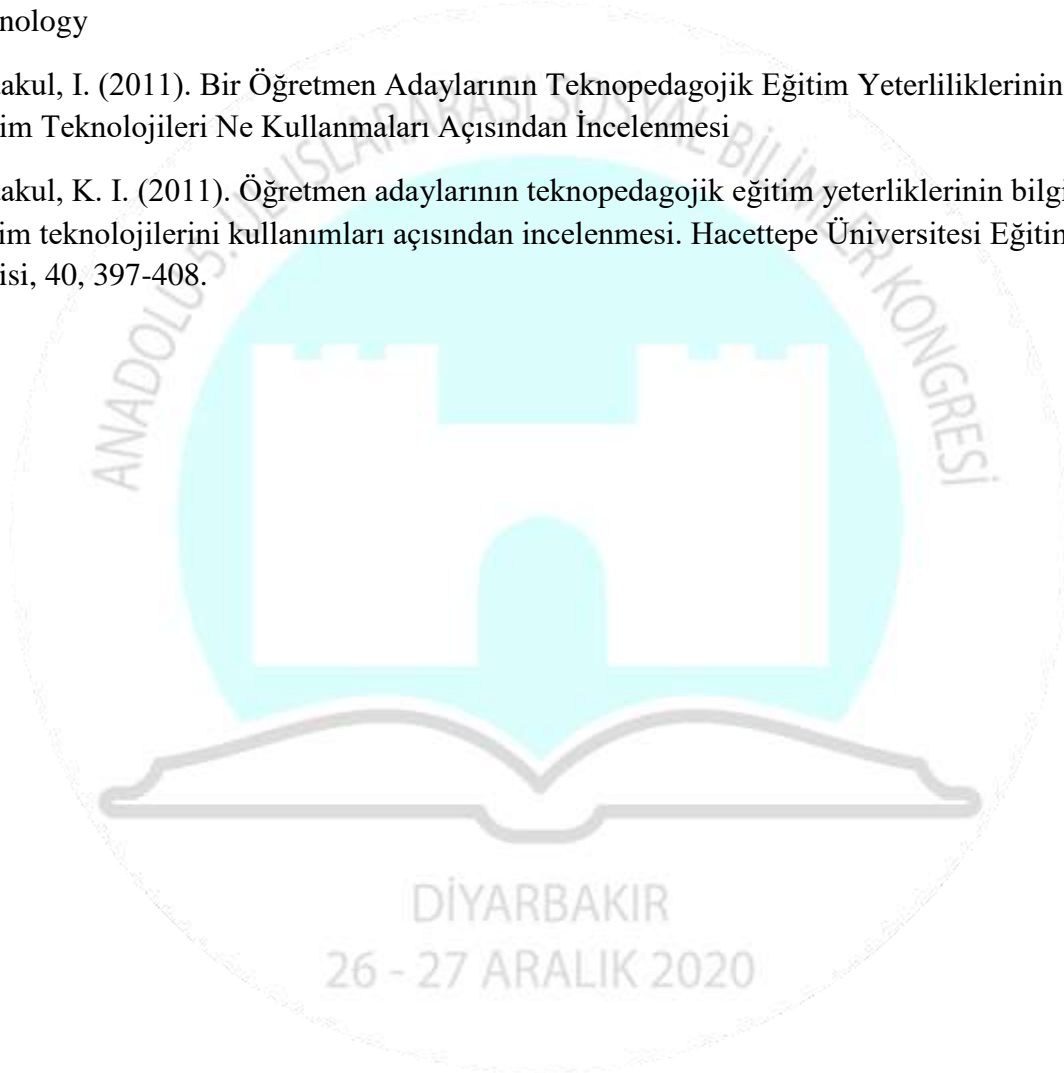 nology
akul, I. (2011). Bir Öğretmen Adaylarının Teknopedagojik Eğitim Yeterliliklerinin
im Teknolojileri Ne Kullanmaları Açısından İncelenmesi
akul, K. I. (2011). Öğretmen adaylarının teknopedagojik eğitim yeterliklerinin bilgi
im teknolojilerini kullanımları açısından incelenmesi. Hacettepe Üniversitesi Eğitim
isi, 40, 397-408.
ANADOLU 5. ULUSLARARASI SOSYAL BİLİMLER KONGRESİ
DİYARBAKIR
26 - 27 ARALIK 2020